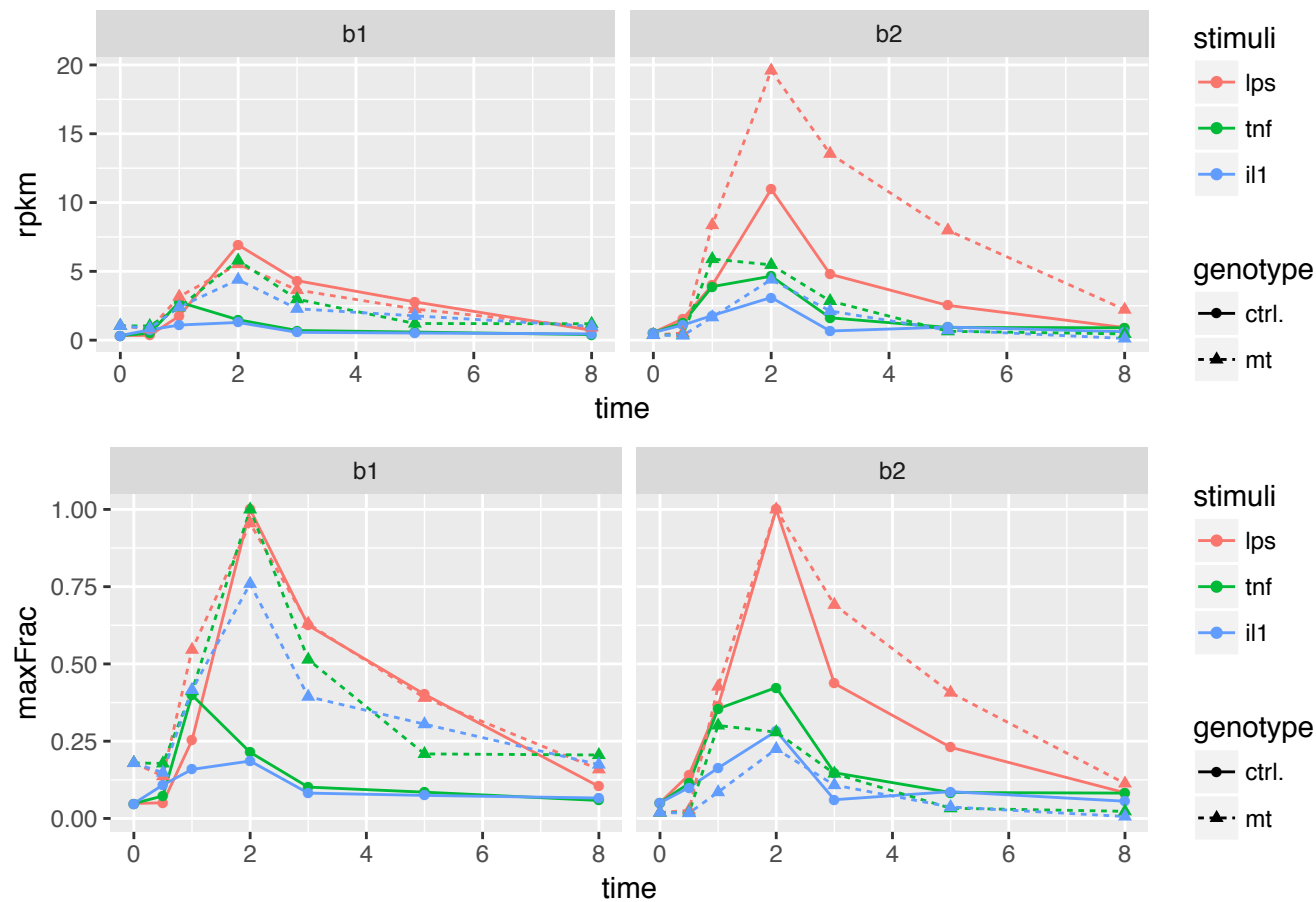 b1
b2
stimuli
lps
tnf
il1
genotype
ctrl.
mt
rpkm
20
15
10
5
0
0
2
4
6
8
0
2
4
6
8
time
b1
b2
stimuli
lps
tnf
il1
genotype
ctrl.
mt
maxFrac
1.00
0.75
0.50
0.25
0.00
0
2
4
6
8
0
2
4
6
8
time